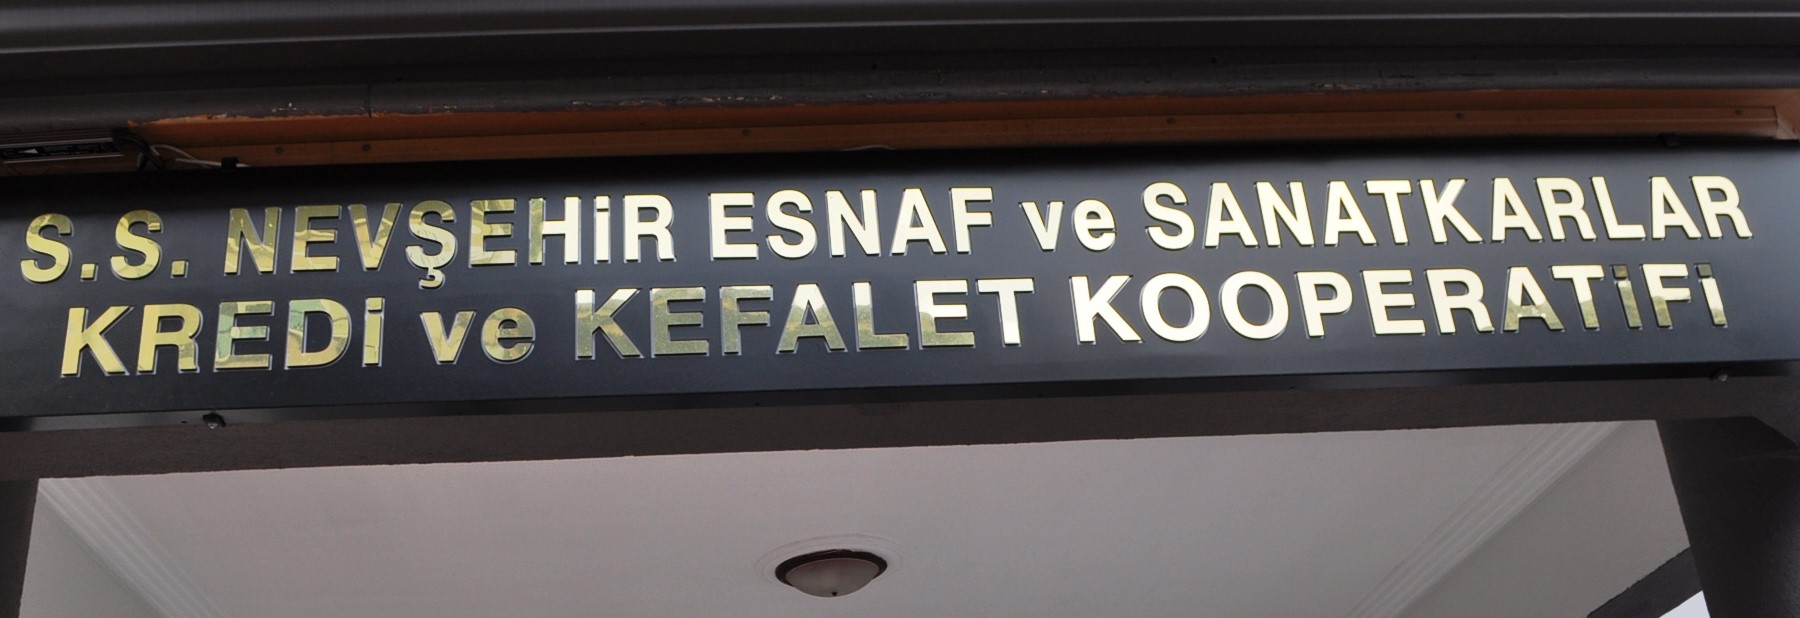 S.S. NEVŞEHİR ESNAF ve SANATKARLAR
KREDİ ve KEFALET KOOPERATİFİ